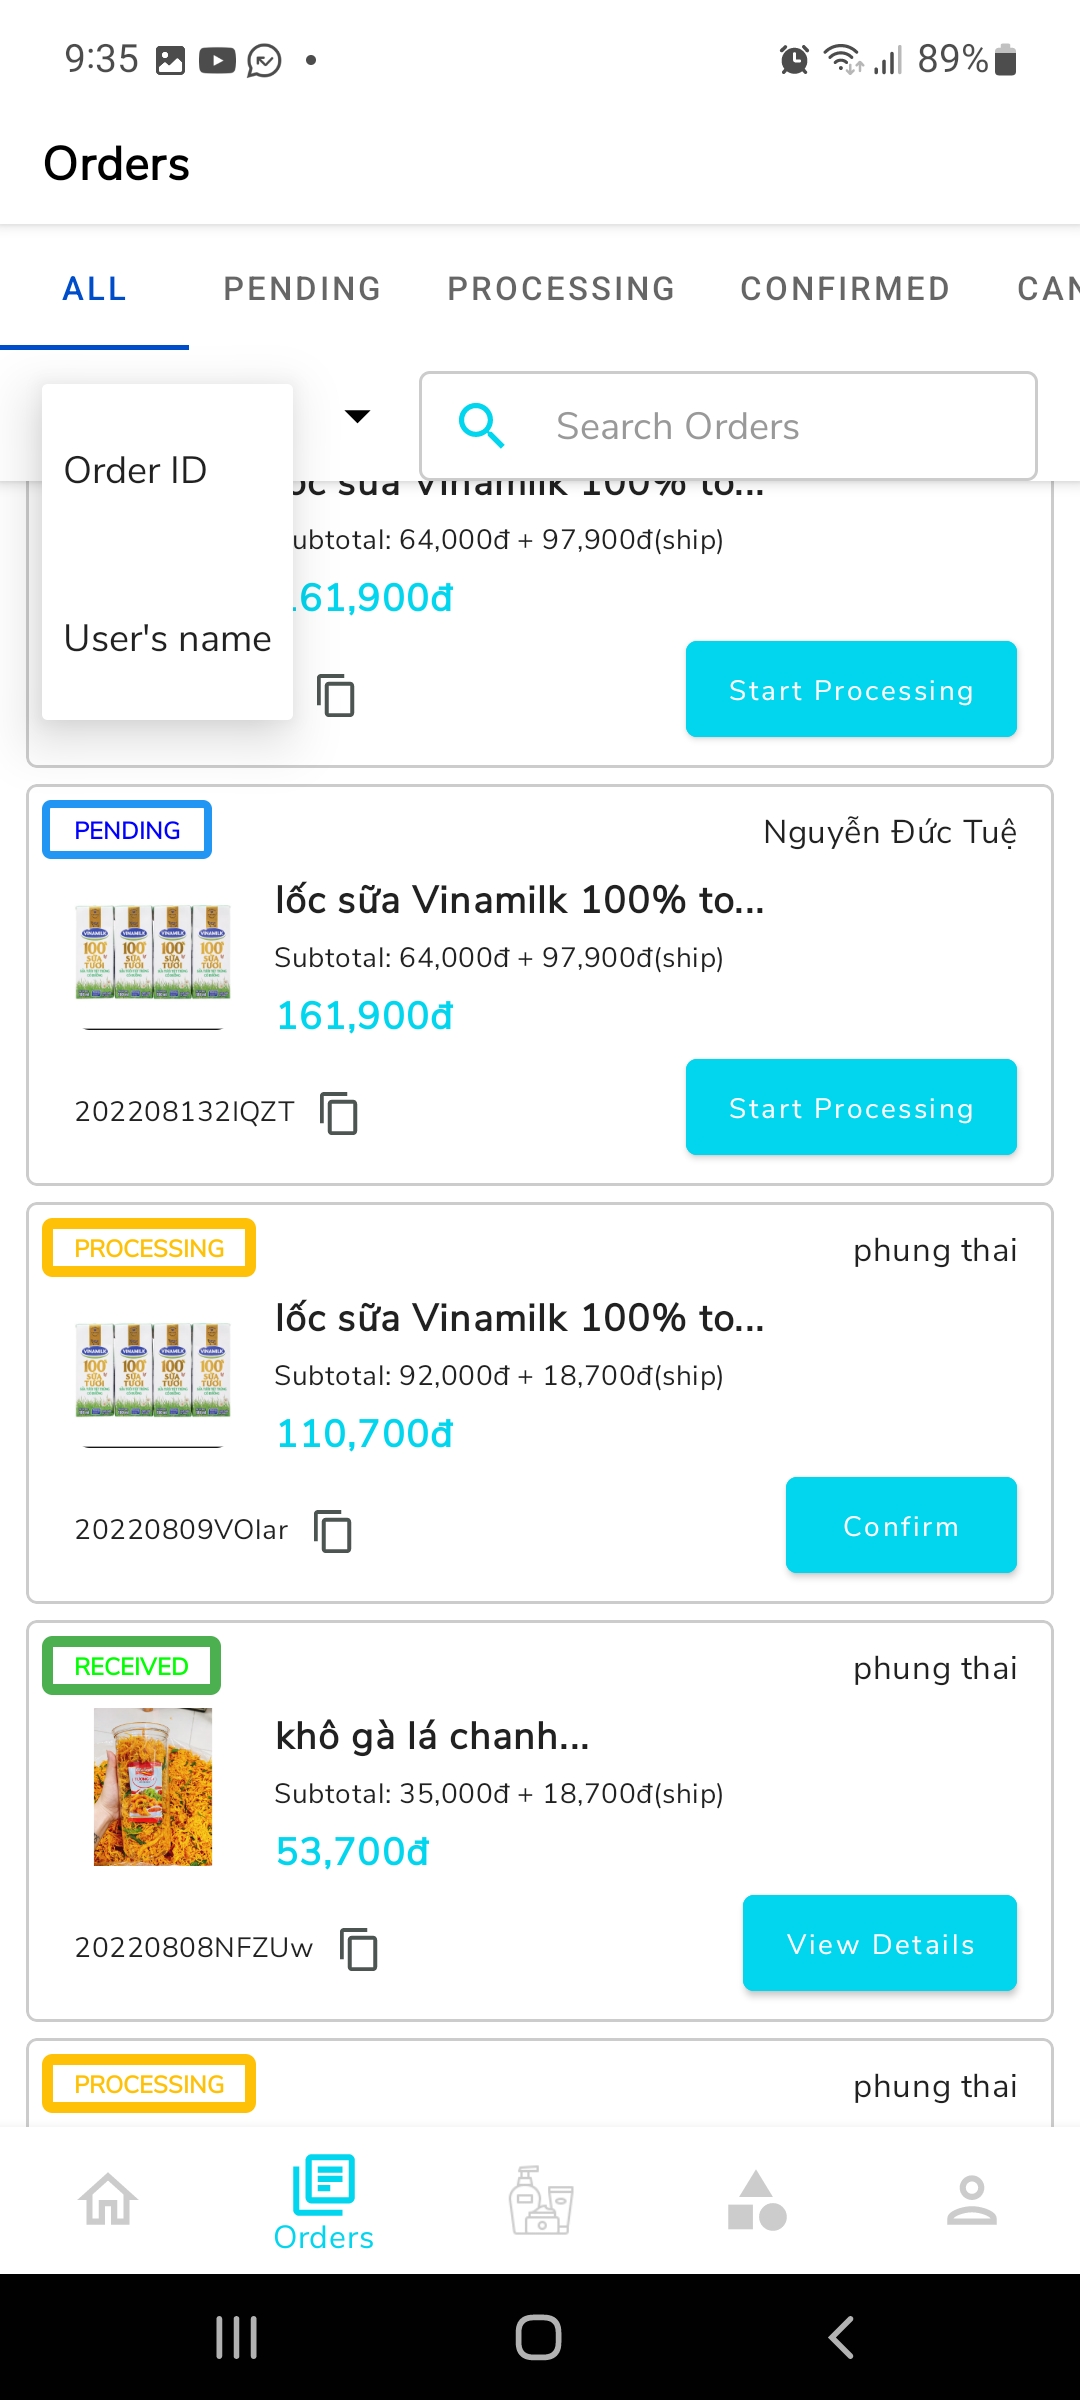 9:35
89%
Orders
ALL PENDING PROCESSING CONFIRMED CAN
Order ID
User's name
Search Orders
lốc sữa Vinamilk 100% to...
ubtotal: 64,000đ + 97,900đ(ship)
161,900đ
Start Processing
PENDING
Nguyễn Đức Tuệ
lốc sữa Vinamilk 100% to...
Subtotal: 64,000đ + 97,900đ(ship)
161,900đ
202208132IQZT
Start Processing
PROCESSING
phung thai
lốc sữa Vinamilk 100% to...
Subtotal: 92,000đ + 18,700đ(ship)
110,700đ
20220809VOlar
Confirm
RECEIVED
phung thai
khô gà lá chanh...
Subtotal: 35,000đ + 18,700đ(ship)
53,700đ
20220808NFZUw
View Details
PROCESSING
phung thai
Orders